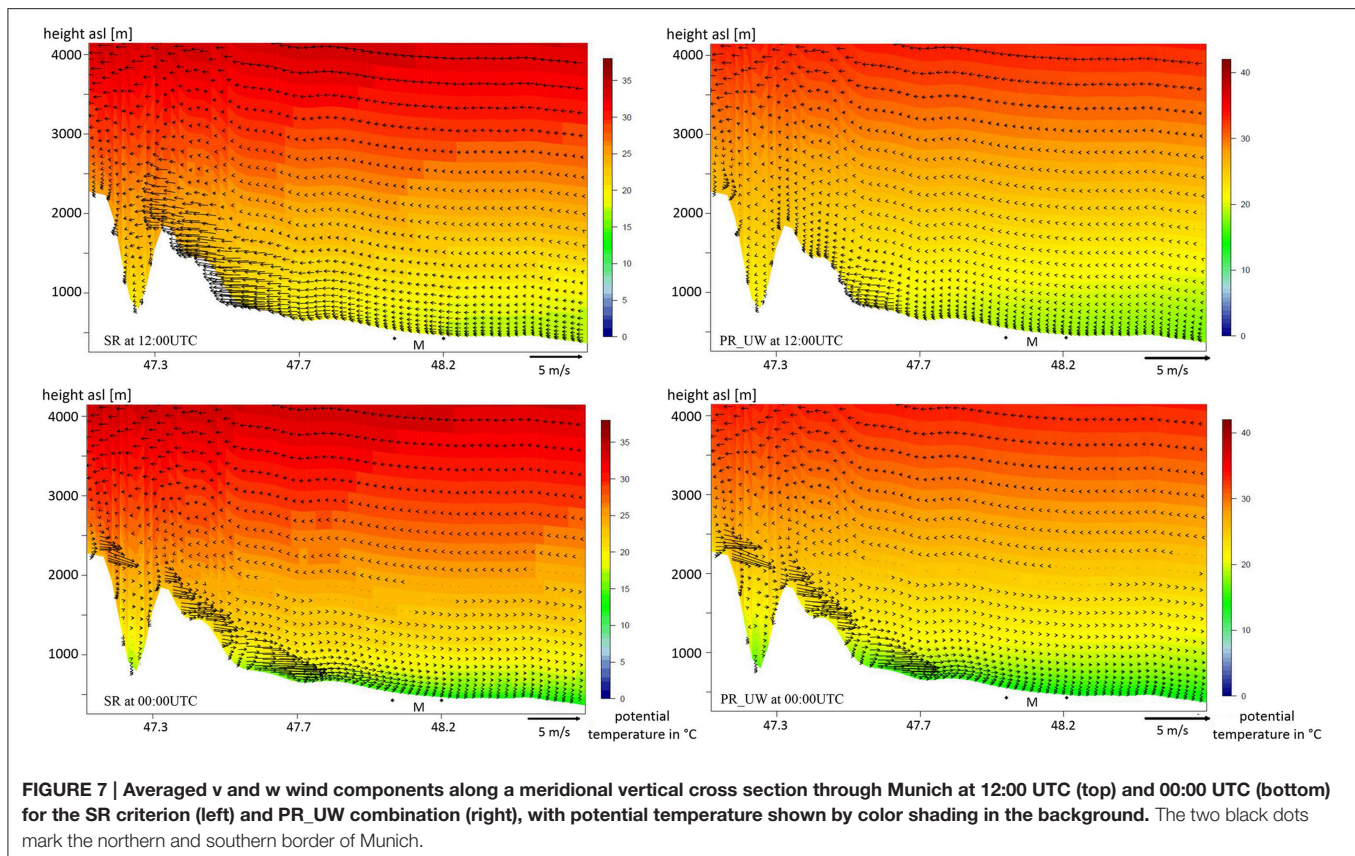 height asl [m]
4000
3000
2000
1000
SR at 12:00UTC
47.3
47.7
M
48.2
5 m/s
35
30
25
20
15
10
5
0
height asl [m]
4000
3000
2000
1000
PR_UW at 12:00UTC
47.3
47.7
M
48.2
5 m/s
40
30
20
10
0
height asl [m]
4000
3000
2000
1000
SR at 00:00UTC
47.3
47.7
M
48.2
5 m/s
35
30
25
20
15
10
5
0
potential
temperature in °C
height asl [m]
4000
3000
2000
1000
PR_UW at 00:00UTC
47.3
47.7
M
48.2
5 m/s
40
30
20
10
0
potential
temperature in °C
FIGURE 7 | Averaged v and w wind components along a meridional vertical cross section through Munich at 12:00 UTC (top) and 00:00 UTC (bottom)
for the SR criterion (left) and PR_UW combination (right), with potential temperature shown by color shading in the background. The two black dots
mark the northern and southern border of Munich.